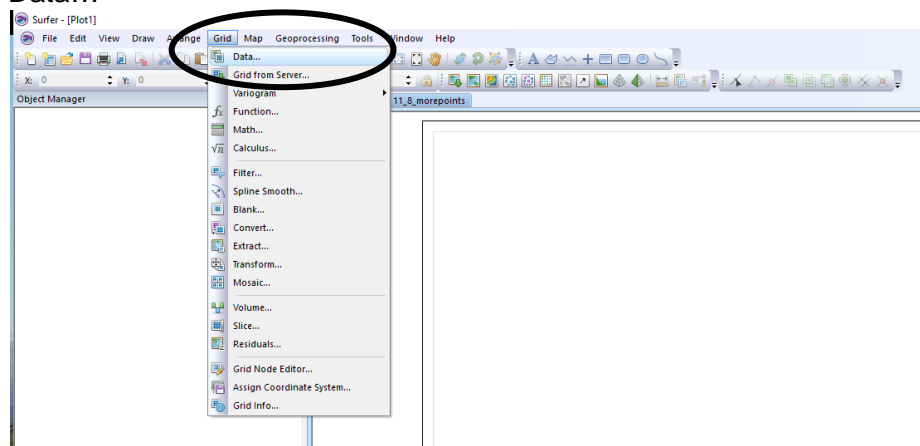 Surfer - [Plot1]
File Edit View Draw Grid Map Geoprocessing Tools Window Help
Data...
X: 0 Y: 0
Grid from Server...
Object Manager
Variogram
11_8_morepoints
Function...
Math...
Calculus...
Filter...
Spline Smooth...
Blank...
Convert...
Extract...
Transform...
Mosaic...
Volume...
Slice...
Residuals...
Grid Node Editor...
Assign Coordinate System...
Grid Info...